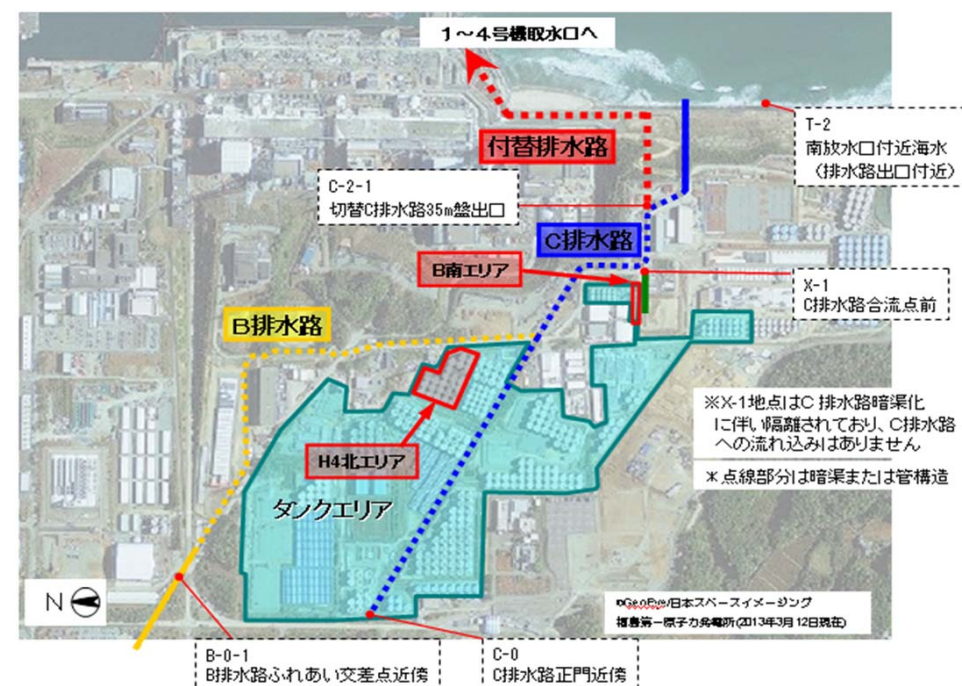 1～4号機取水口へ
付替排水路
T-2
南放水口付近海水
（排水路出口付近）
C-2-1
切替C排水路35m盤出口
C排水路
B南エリア
X-1
C排水路合流点前
B排水路
※X-1地点はC排水路暗渠化
に伴い隔離されており、C排水路
への流れ込みはありません
＊点線部分は暗渠または管構造
H4北エリア
タンクエリア
N
©GeoEye/日本スペースイメージング
福島第一原子力発電所(2013年3月12日現在)
B-0-1
B排水路ふれあい交差点近傍
C-0
C排水路正門近傍